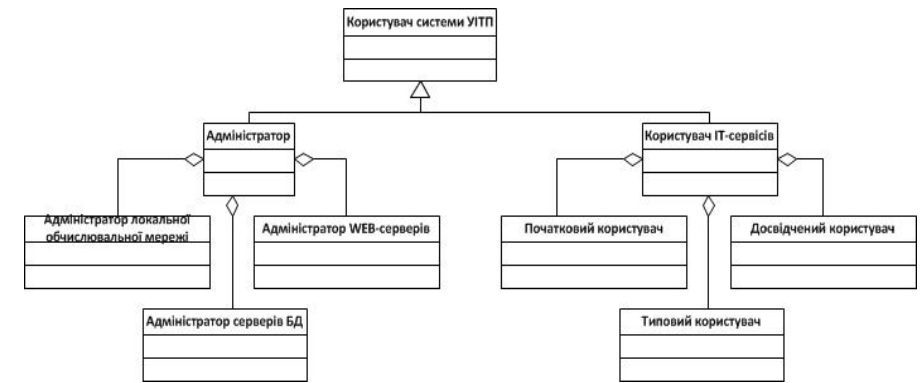 Користувач системи УІТП
Адміністратор
Користувач ІТ-сервісів
Адміністратор локальної
обчислювальної мережі
Адміністратор WEB-серверів
Початковий користувач
Досвідчений користувач
Адміністратор серверів БД
Типовий користувач